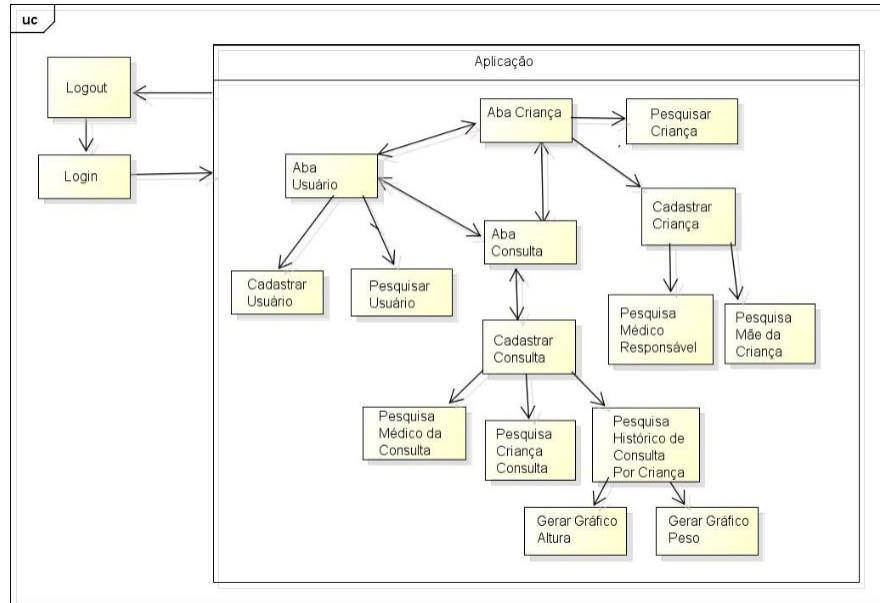 uc
Aplicação
Logout
Login
Aba Criança
Pesquisar
Criança
Aba
Usuário
Cadastrar
Criança
Aba
Consulta
Cadastrar
Usuário
Pesquisar
Usuário
Pesquisa
Médico
Responsável
Pesquisa
Mãe da
Criança
Cadastrar
Consulta
Pesquisa
Médico da
Consulta
Pesquisa
Criança
Consulta
Pesquisa
Histórico de
Consulta
Por Criança
Gerar Gráfico
Altura
Gerar Gráfico
Peso